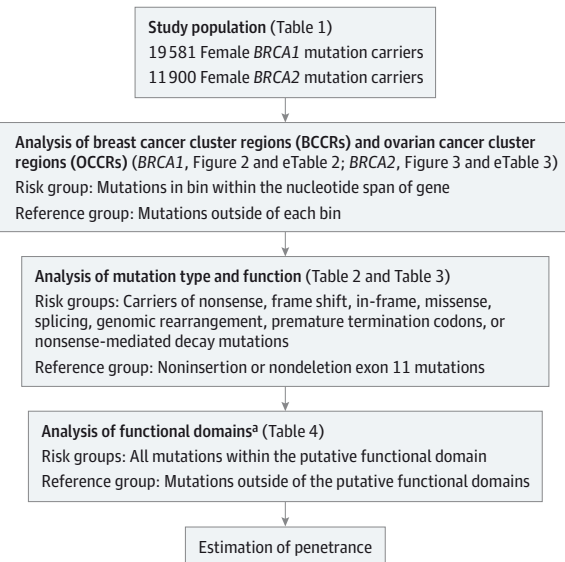 Study population (Table 1)
19581 Female BRCA1 mutation carriers
11900 Female BRCA2 mutation carriers
Analysis of breast cancer cluster regions (BCCRs) and ovarian cancer cluster
regions (OCCRs) (BRCA1, Figure 2 and eTable 2; BRCA2, Figure 3 and eTable 3)
Risk group: Mutations in bin within the nucleotide span of gene
Reference group: Mutations outside of each bin
Analysis of mutation type and function (Table 2 and Table 3)
Risk groups: Carriers of nonsense, frame shift, in-frame, missense,
splicing, genomic rearrangement, premature termination codons, or
nonsense-mediated decay mutations
Reference group: Noninsertion or nondeletion exon 11 mutations
Analysis of functional domainsᵃ (Table 4)
Risk groups: All mutations within the putative functional domain
Reference group: Mutations outside of the putative functional domains
Estimation of penetrance